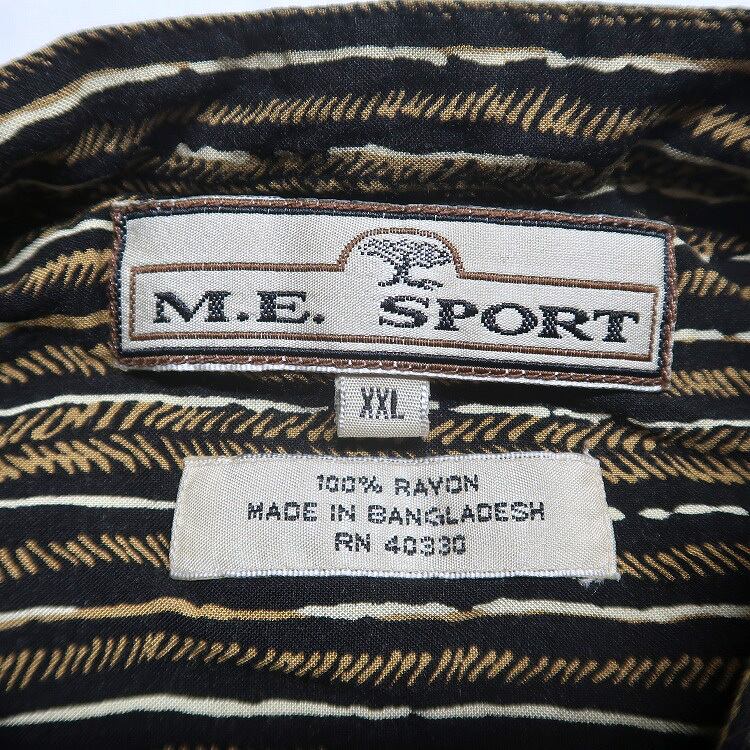 M.E. SPORT
XXL
100% RAYON
MADE IN BANGLADESH
RN 40330